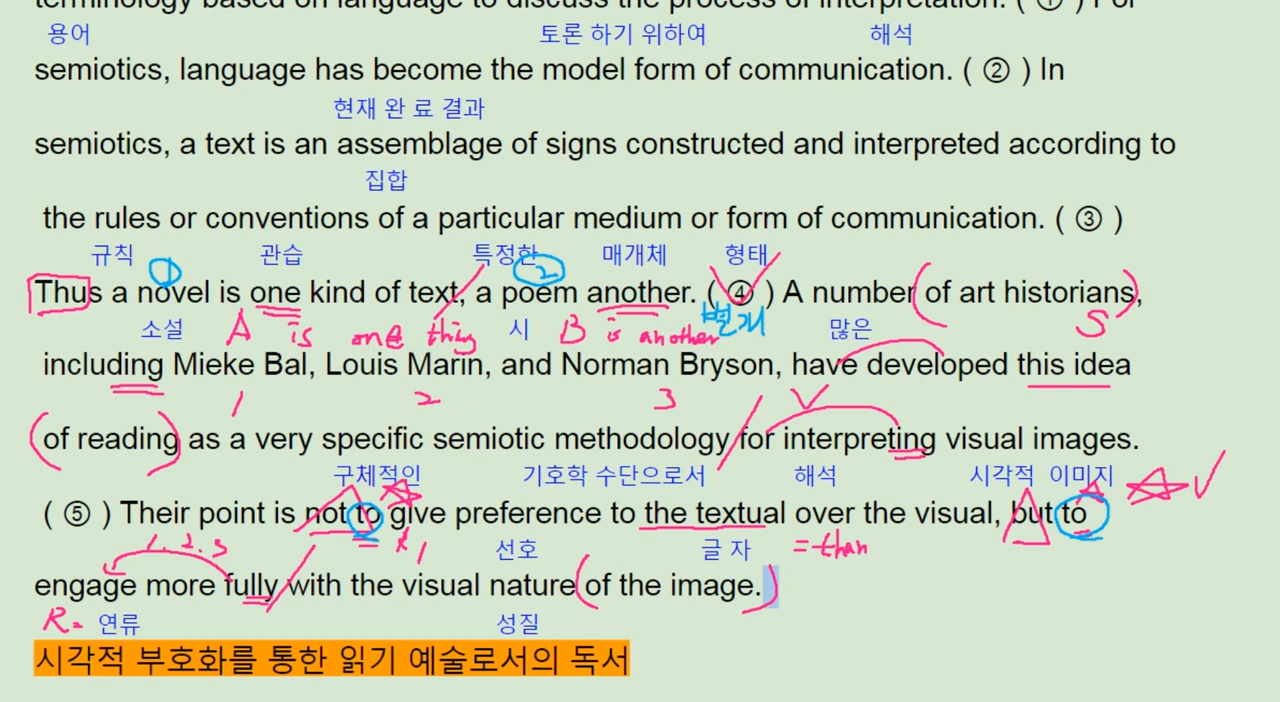 terminology based on language to discuss the process of interpretation. ( ① ) For
용어 토론 하기 위하여 해석
semiotics, language has become the model form of communication. ( ② ) In
현재 완 료 결과
semiotics, a text is an assemblage of signs constructed and interpreted according to
집합
the rules or conventions of a particular medium or form of communication. ( ③ )
규칙 ① 관습 특정한 2 매개체 형태
Thus a novel is one kind of text, a poem another. ( ④ ) A number of art historians,
소설 A is one thing 시 B is another 별개 많은 S
including Mieke Bal, Louis Marin, and Norman Bryson, have developed this idea
1 2 3
of reading as a very specific semiotic methodology for interpreting visual images.
구체적인 기호학 수단으로서 해석 시각적 이미지
( ⑤ ) Their point is not to give preference to the textual over the visual, but to
1. 2. 3 R 1 선호 글 자 = than
engage more fully with the visual nature of the image.
R2 연류 성질
시각적 부호화를 통한 읽기 예술로서의 독서